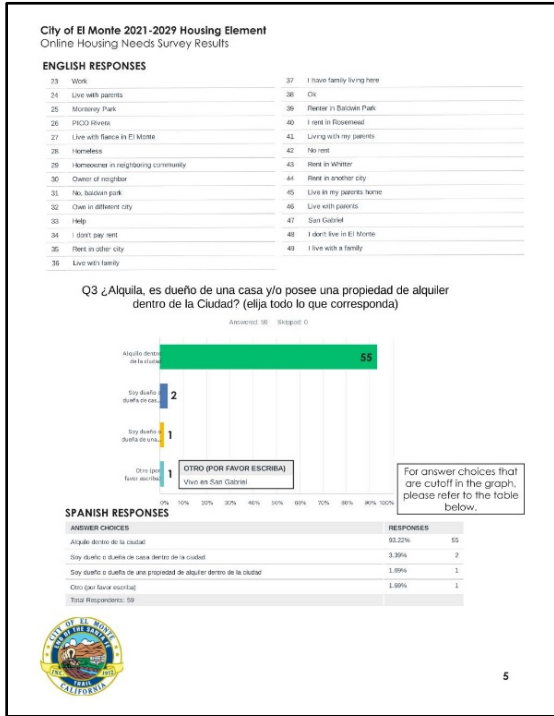 City of El Monte 2021-2029 Housing Element
Online Housing Needs Survey Results
ENGLISH RESPONSES
23 Work
24 Live with parents
25 Monterey Park
26 PICO Rivera
27 Live with fiance in El Monte
28 Homeless
29 Homeowner in neighboring community
30 Owner of neighbor
31 No, baldwin park
32 Own in different city
33 Help
34 I don't pay rent
35 Rent in other city
36 Live with family
37 I have family living here
38 Ok
39 Renter in Baldwin Park
40 I rent in Rosemead
41 Living with my parents
42 No rent
43 Rent in Whittier
44 Rent in another city
45 Live in my parents home
46 Live with parents
47 San Gabriel
48 I don't live in El Monte
49 I live with a family
Q3 ¿Alquila, es dueño de una casa y/o posee una propiedad de alquiler
dentro de la Ciudad? (elija todo lo que corresponda)
Answered: Skipped: 0
Alquilo dentro
de la ciudad
55
Soy dueño o
dueña de cas...
2
Soy dueño o
dueña de una...
1
Otro (por
favor escriba)
1
OTRO (POR FAVOR ESCRIBA)
Vivo en San Gabriel
0% 10% 20% 30% 40% 50% 60% 70% 80% 90% 100%
For answer choices that
are cutoff in the graph,
please refer to the table
below.
SPANISH RESPONSES
ANSWER CHOICES RESPONSES
Alquilo dentro de la ciudad 93.22% 55
Soy dueño o dueña de casa dentro de la ciudad 3.39% 2
Soy dueño o dueña de una propiedad de alquiler dentro de la ciudad 1.69% 1
Otro (por favor escriba) 1.69% 1
Total Respondents: 59
CITY OF EL MONTE
END OF THE SANTA FE
TRAIL
INC. 1912
CALIFORNIA
5